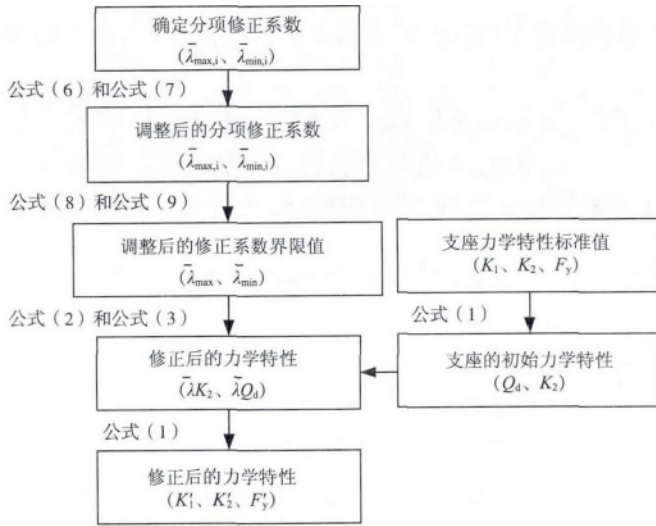 确定分项修正系数
(λ̄max,i、λ̄min,i)
公式(6)和公式(7)
调整后的分项修正系数
(λ̄max,i、λ̄min,i)
公式(8)和公式(9)
调整后的修正系数界限值
(λ̄max、λ̄min)
支座力学特性标准值
(K₁、K₂、Fy)
公式(2)和公式(3)
公式(1)
修正后的力学特性
(λ̄K₂、λ̄Qd)
支座的初始力学特性
(Qd、K₂)
公式(1)
修正后的力学特性
(K′₁、K′₂、F′y)